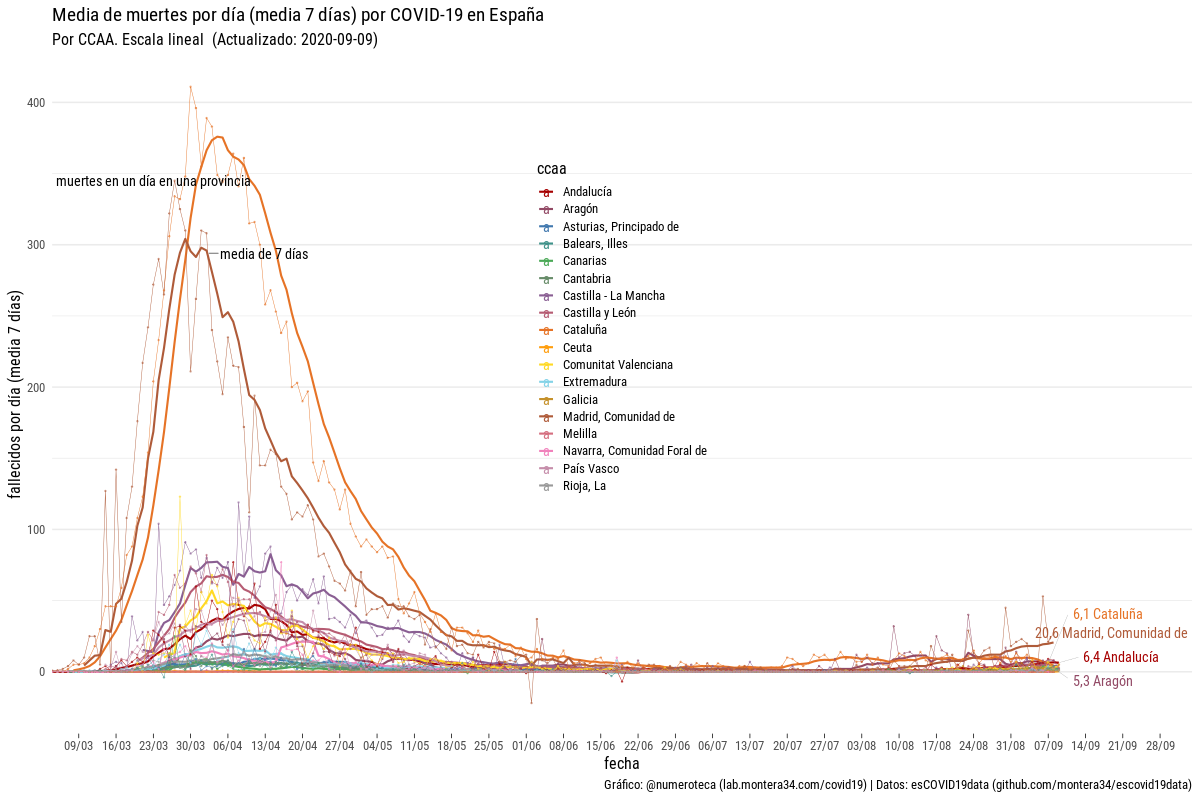 Media de muertes por día (media 7 días) por COVID-19 en España
Por CCAA. Escala lineal  (Actualizado: 2020-09-09)
fallecidos por día (media 7 días)
400
300
200
100
0
muertes en un día en una provincia
media de 7 días
ccaa
Andalucía
Aragón
Asturias, Principado de
Balears, Illes
Canarias
Cantabria
Castilla - La Mancha
Castilla y León
Cataluña
Ceuta
Comunitat Valenciana
Extremadura
Galicia
Madrid, Comunidad de
Melilla
Navarra, Comunidad Foral de
País Vasco
Rioja, La
6,1 Cataluña
20,6 Madrid, Comunidad de
6,4 Andalucía
5,3 Aragón
09/03 16/03 23/03 30/03 06/04 13/04 20/04 27/04 04/05 11/05 18/05 25/05 01/06 08/06 15/06 22/06 29/06 06/07 13/07 20/07 27/07 03/08 10/08 17/08 24/08 31/08 07/09 14/09 21/09 28/09
fecha
Gráfico: @numeroteca (lab.montera34.com/covid19) | Datos: esCOVID19data (github.com/montera34/escovid19data)